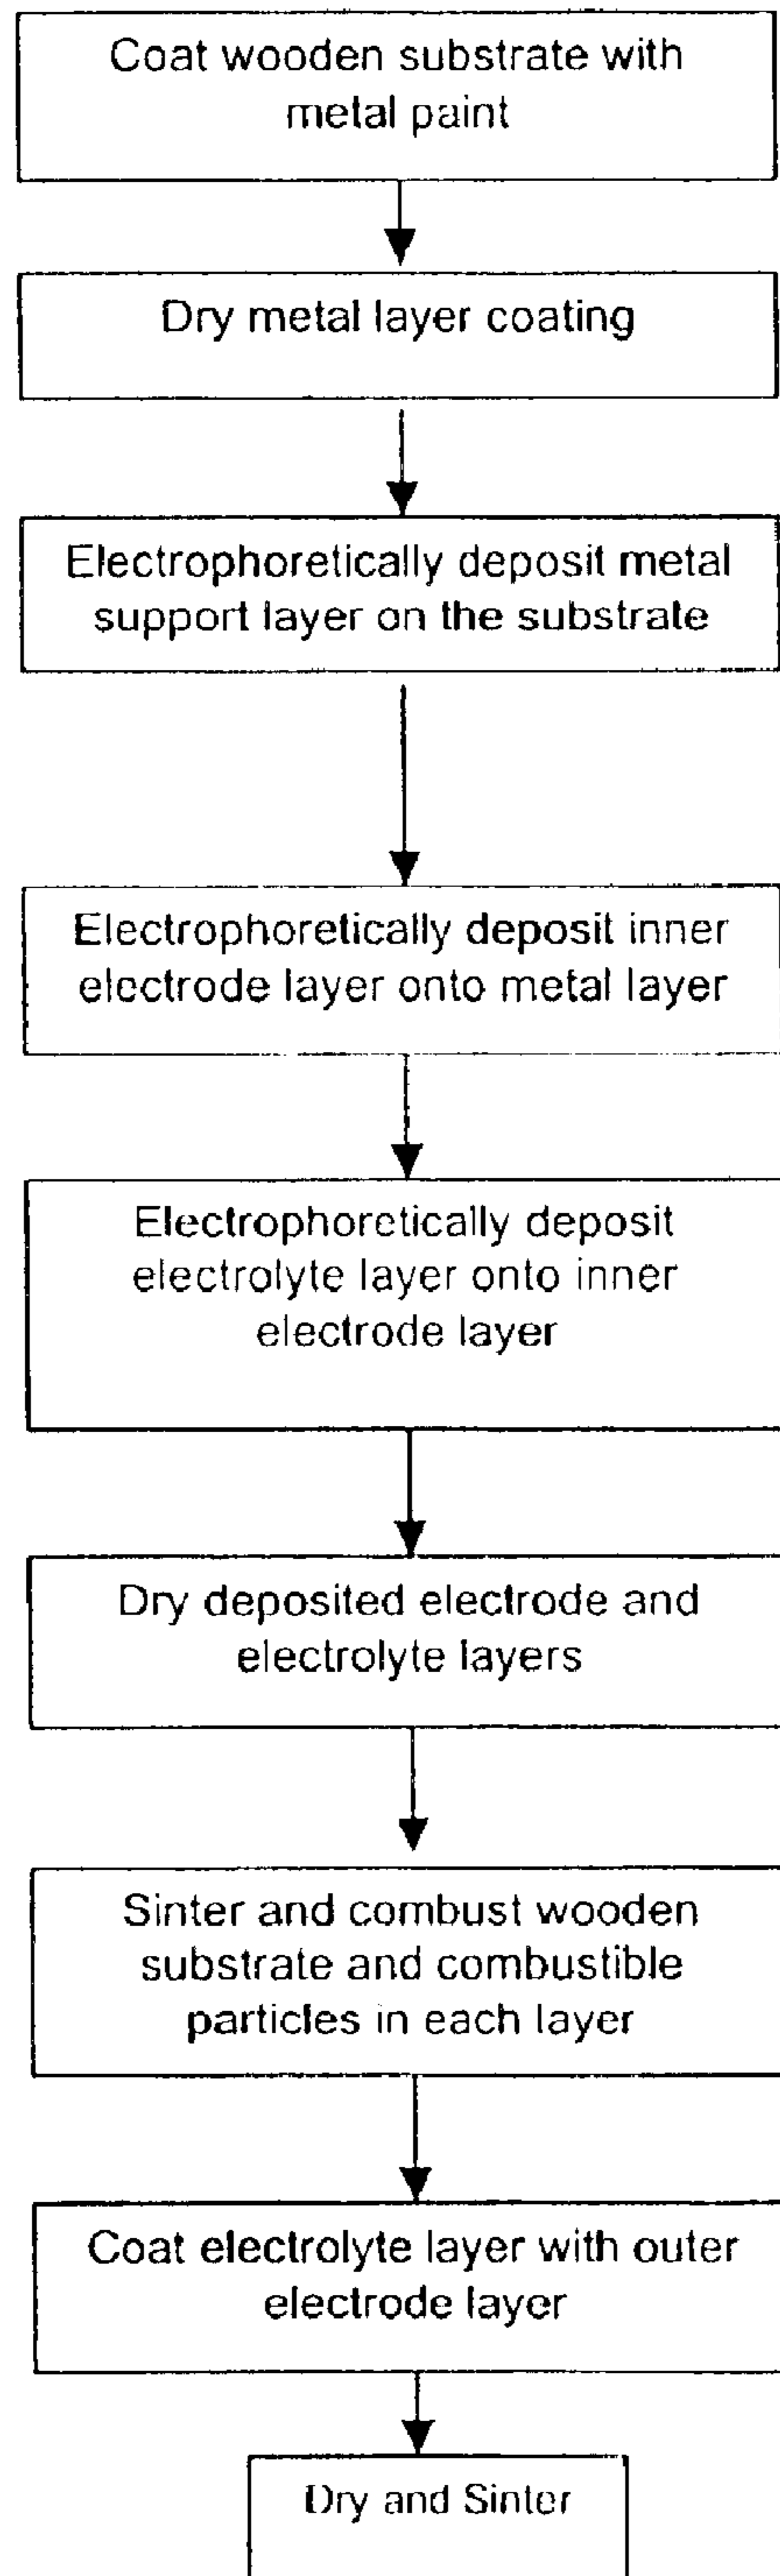 Coat wooden substrate with
metal paint
Dry metal layer coating
Electrophoretically deposit metal
support layer on the substrate
Electrophoretically deposit inner
electrode layer onto metal layer
Electrophoretically deposit
electrolyte layer onto inner
electrode layer
Dry deposited electrode and
electrolyte layers
Sinter and combust wooden
substrate and combustible
particles in each layer
Coat electrolyte layer with outer
electrode layer
Dry and Sinter